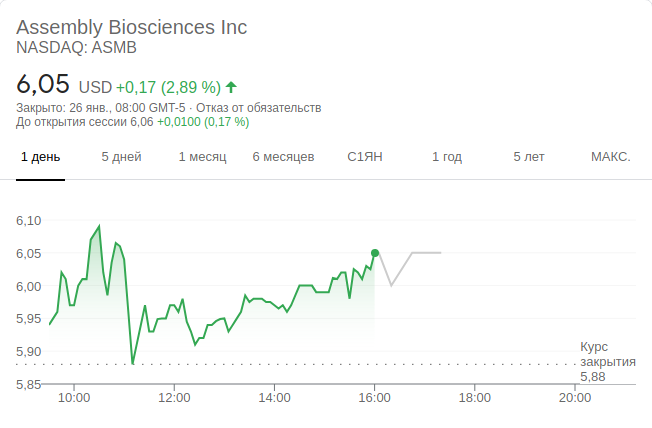 Assembly Biosciences Inc
NASDAQ: ASMB
6,05 USD +0,17 (2,89 %)
Закрыто: 26 янв., 08:00 GMT-5 · Отказ от обязательств
До открытия сессии 6,06 +0,0100 (0,17 %)
1 день 5 дней 1 месяц 6 месяцев С1ЯН 1 год 5 лет МАКС.
6,10
6,05
6,00
5,95
5,90
5,85
Курс
закрытия
5,88
10:00 12:00 14:00 16:00 18:00 20:00